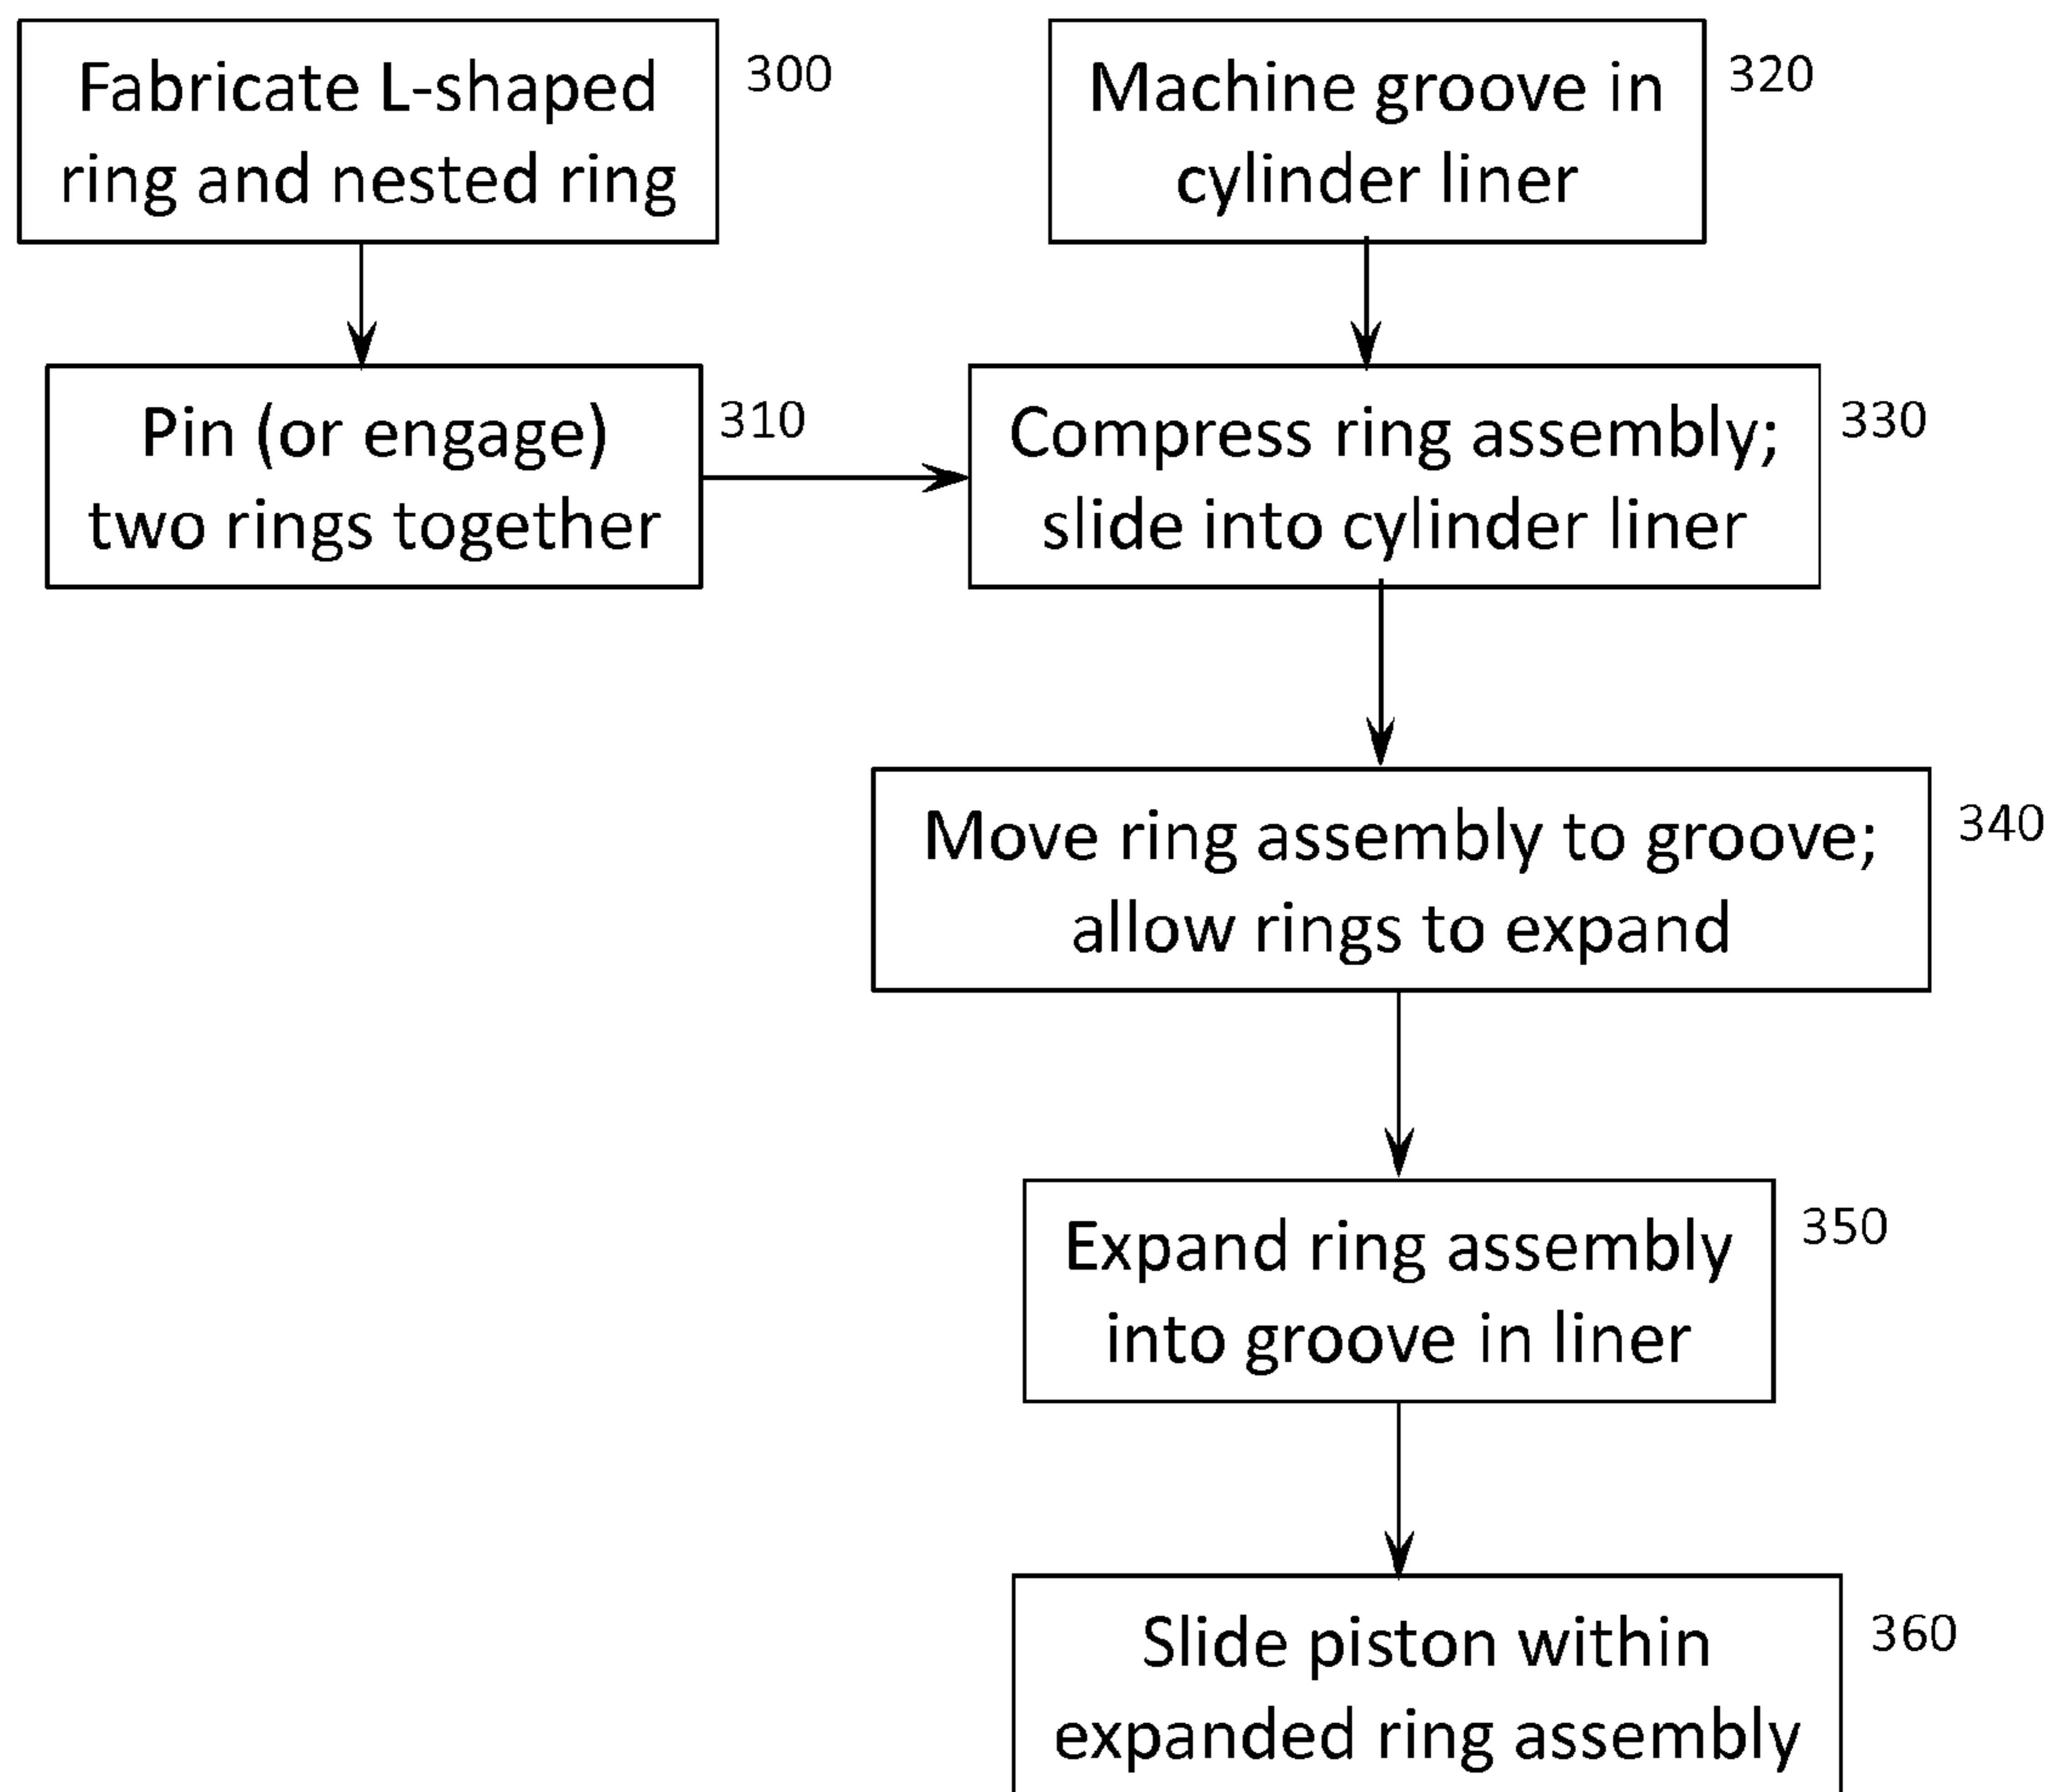 Fabricate L-shaped
ring and nested ring
300
Machine groove in
cylinder liner
320
Pin (or engage)
two rings together
310
Compress ring assembly;
slide into cylinder liner
330
Move ring assembly to groove;
allow rings to expand
340
Expand ring assembly
into groove in liner
350
Slide piston within
expanded ring assembly
360